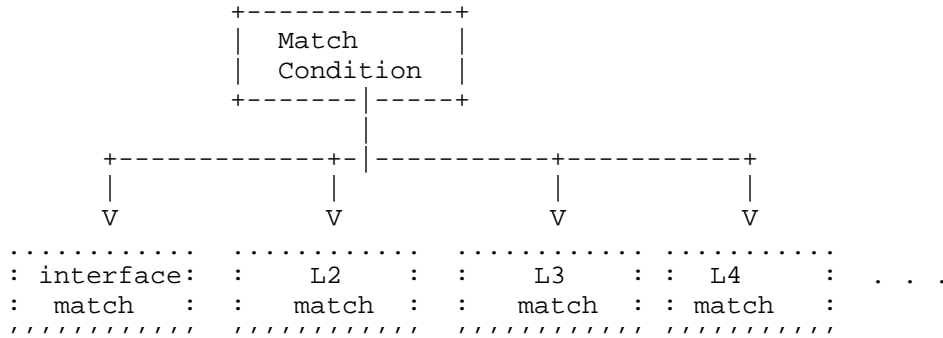 Match
Condition
V V V V
interface L2 L3 L4 . . .
match match match match